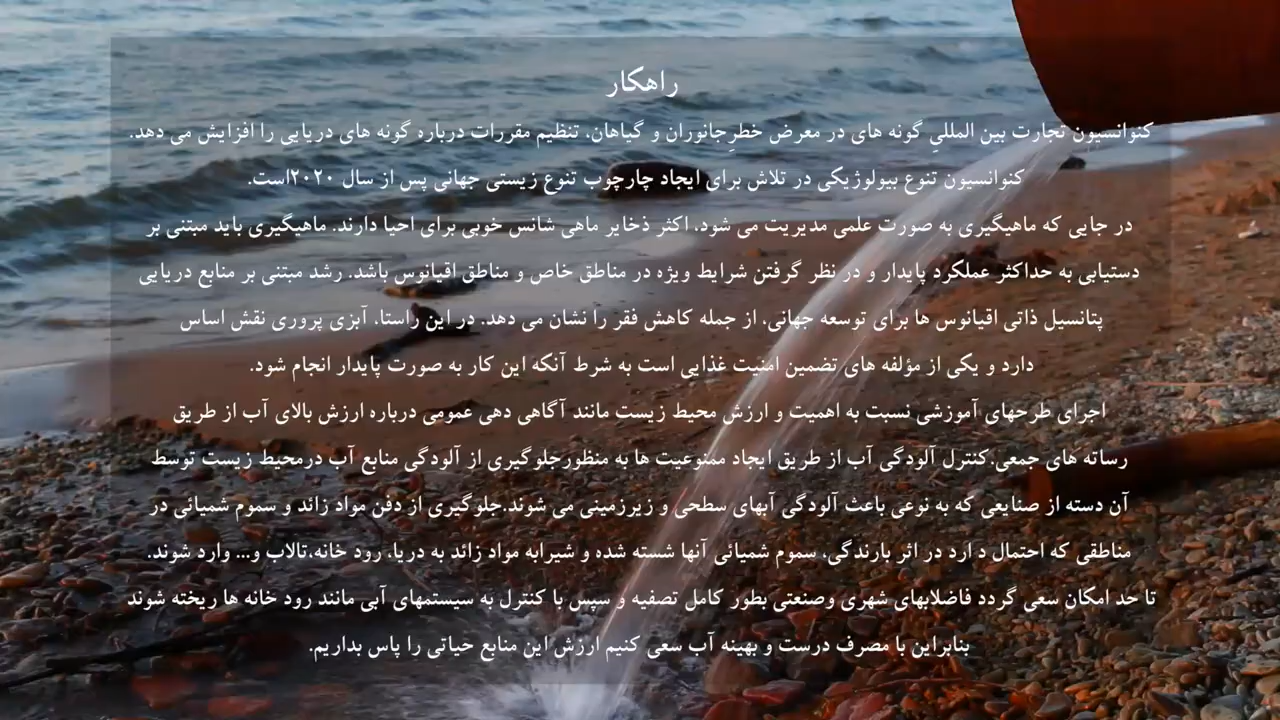 راهکار
کنوانسیون تجارت بین المللیِ گونه های در معرض خطرِجانوران و گیاهان، تنظیم مقررات درباره گونه های دریایی را افزایش می دهد.
کنوانسیون تنوع بیولوژیکی در تلاش برای ایجاد چارچوب تنوع زیستی جهانی پس از سال ۲۰۲۰است.
در جایی که ماهیگیری به صورت علمی مدیریت می شود، اکثر ذخایر ماهی شانس خوبی برای احیا دارند. ماهیگیری باید مبتنی بر
دستیابی به حداکثر عملکرد پایدار و در نظر گرفتن شرایط ویژه در مناطق خاص و مناطق اقیانوس باشد. رشد مبتنی بر منابع دریایی
پتانسیل ذاتی اقیانوس ها برای توسعه جهانی، از جمله کاهش فقر را نشان می دهد. در این راستا، آبزی پروری نقش اساس
دارد و یکی از مؤلفه های تضمین امنیت غذایی است به شرط آنکه این کار به صورت پایدار انجام شود.
اجرای طرحهای آموزشی نسبت به اهمیت و ارزش محیط زیست مانند آگاهی دهی عمومی درباره ارزش بالای آب از طریق
رسانه های جمعی.کنترل آلودگی آب از طریق ایجاد ممنوعیت ها به منظورجلوگیری از آلودگی منابع آب درمحیط زیست توسط
آن دسته از صنایعی که به نوعی باعث آلودگی آبهای سطحی و زیرزمینی می شوند.جلوگیری از دفن مواد زائد و سموم شمیائی در
مناطقی که احتمال د ارد در اثر بارندگی، سموم شمیائی آنها شسته شده و شیرابه مواد زائد به دریا، رود خانه،تالاب و... وارد شوند.
تا حد امکان سعی گردد فاضلابهای شهری وصنعتی بطور کامل تصفیه و سپس با کنترل به سیستمهای آبی مانند رود خانه ها ریخته شوند
بنابراین با مصرف درست و بهینه آب سعی کنیم ارزش این منابع حیاتی را پاس بداریم.